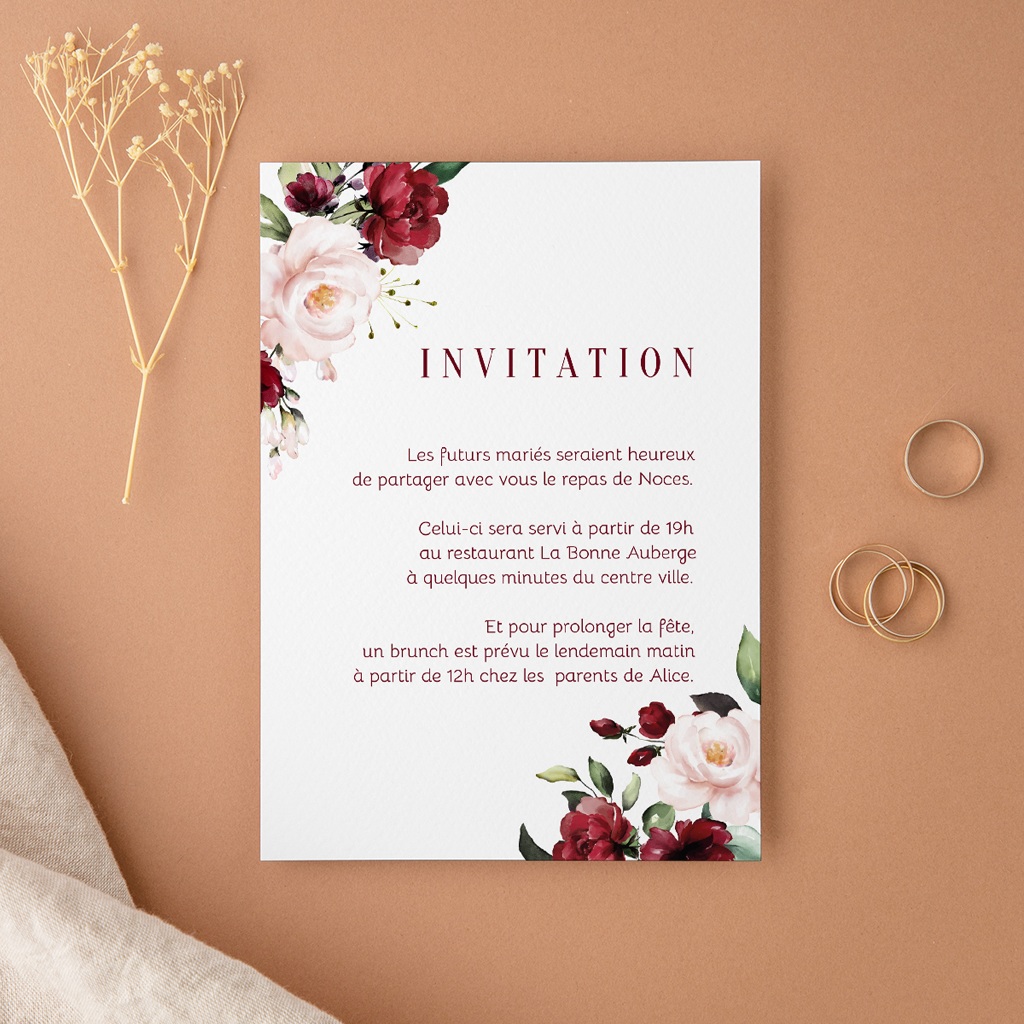 INVITATION
Les futurs mariés seraient heureux
de partager avec vous le repas de Noces.
Celui-ci sera servi à partir de 19h
au restaurant La Bonne Auberge
à quelques minutes du centre ville.
Et pour prolonger la fête,
un brunch est prévu le lendemain matin
à partir de 12h chez les  parents de Alice.